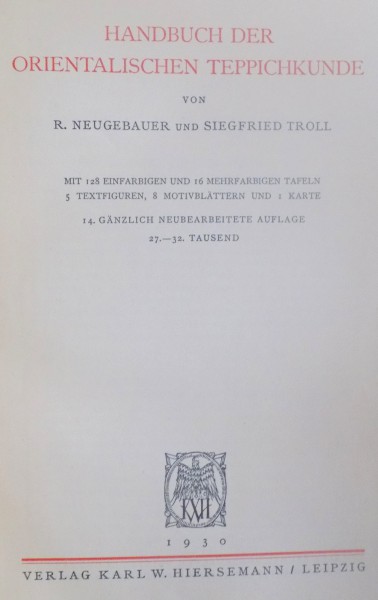 HANDBUCH DER
ORIENTALISCHEN TEPPICHKUNDE
VON
R. NEUGEBAUER UND SIEGFRIED TROLL
MIT 128 EINFARBIGEN UND 16 MEHRFARBIGEN TAFELN
5 TEXTFIGUREN, 8 MOTIVBLÄTTERN UND 1 KARTE
14. GÄNZLICH NEUBEARBEITETE AUFLAGE
27.—32. TAUSEND
KWH
1930
VERLAG KARL W. HIERSEMANN / LEIPZIG